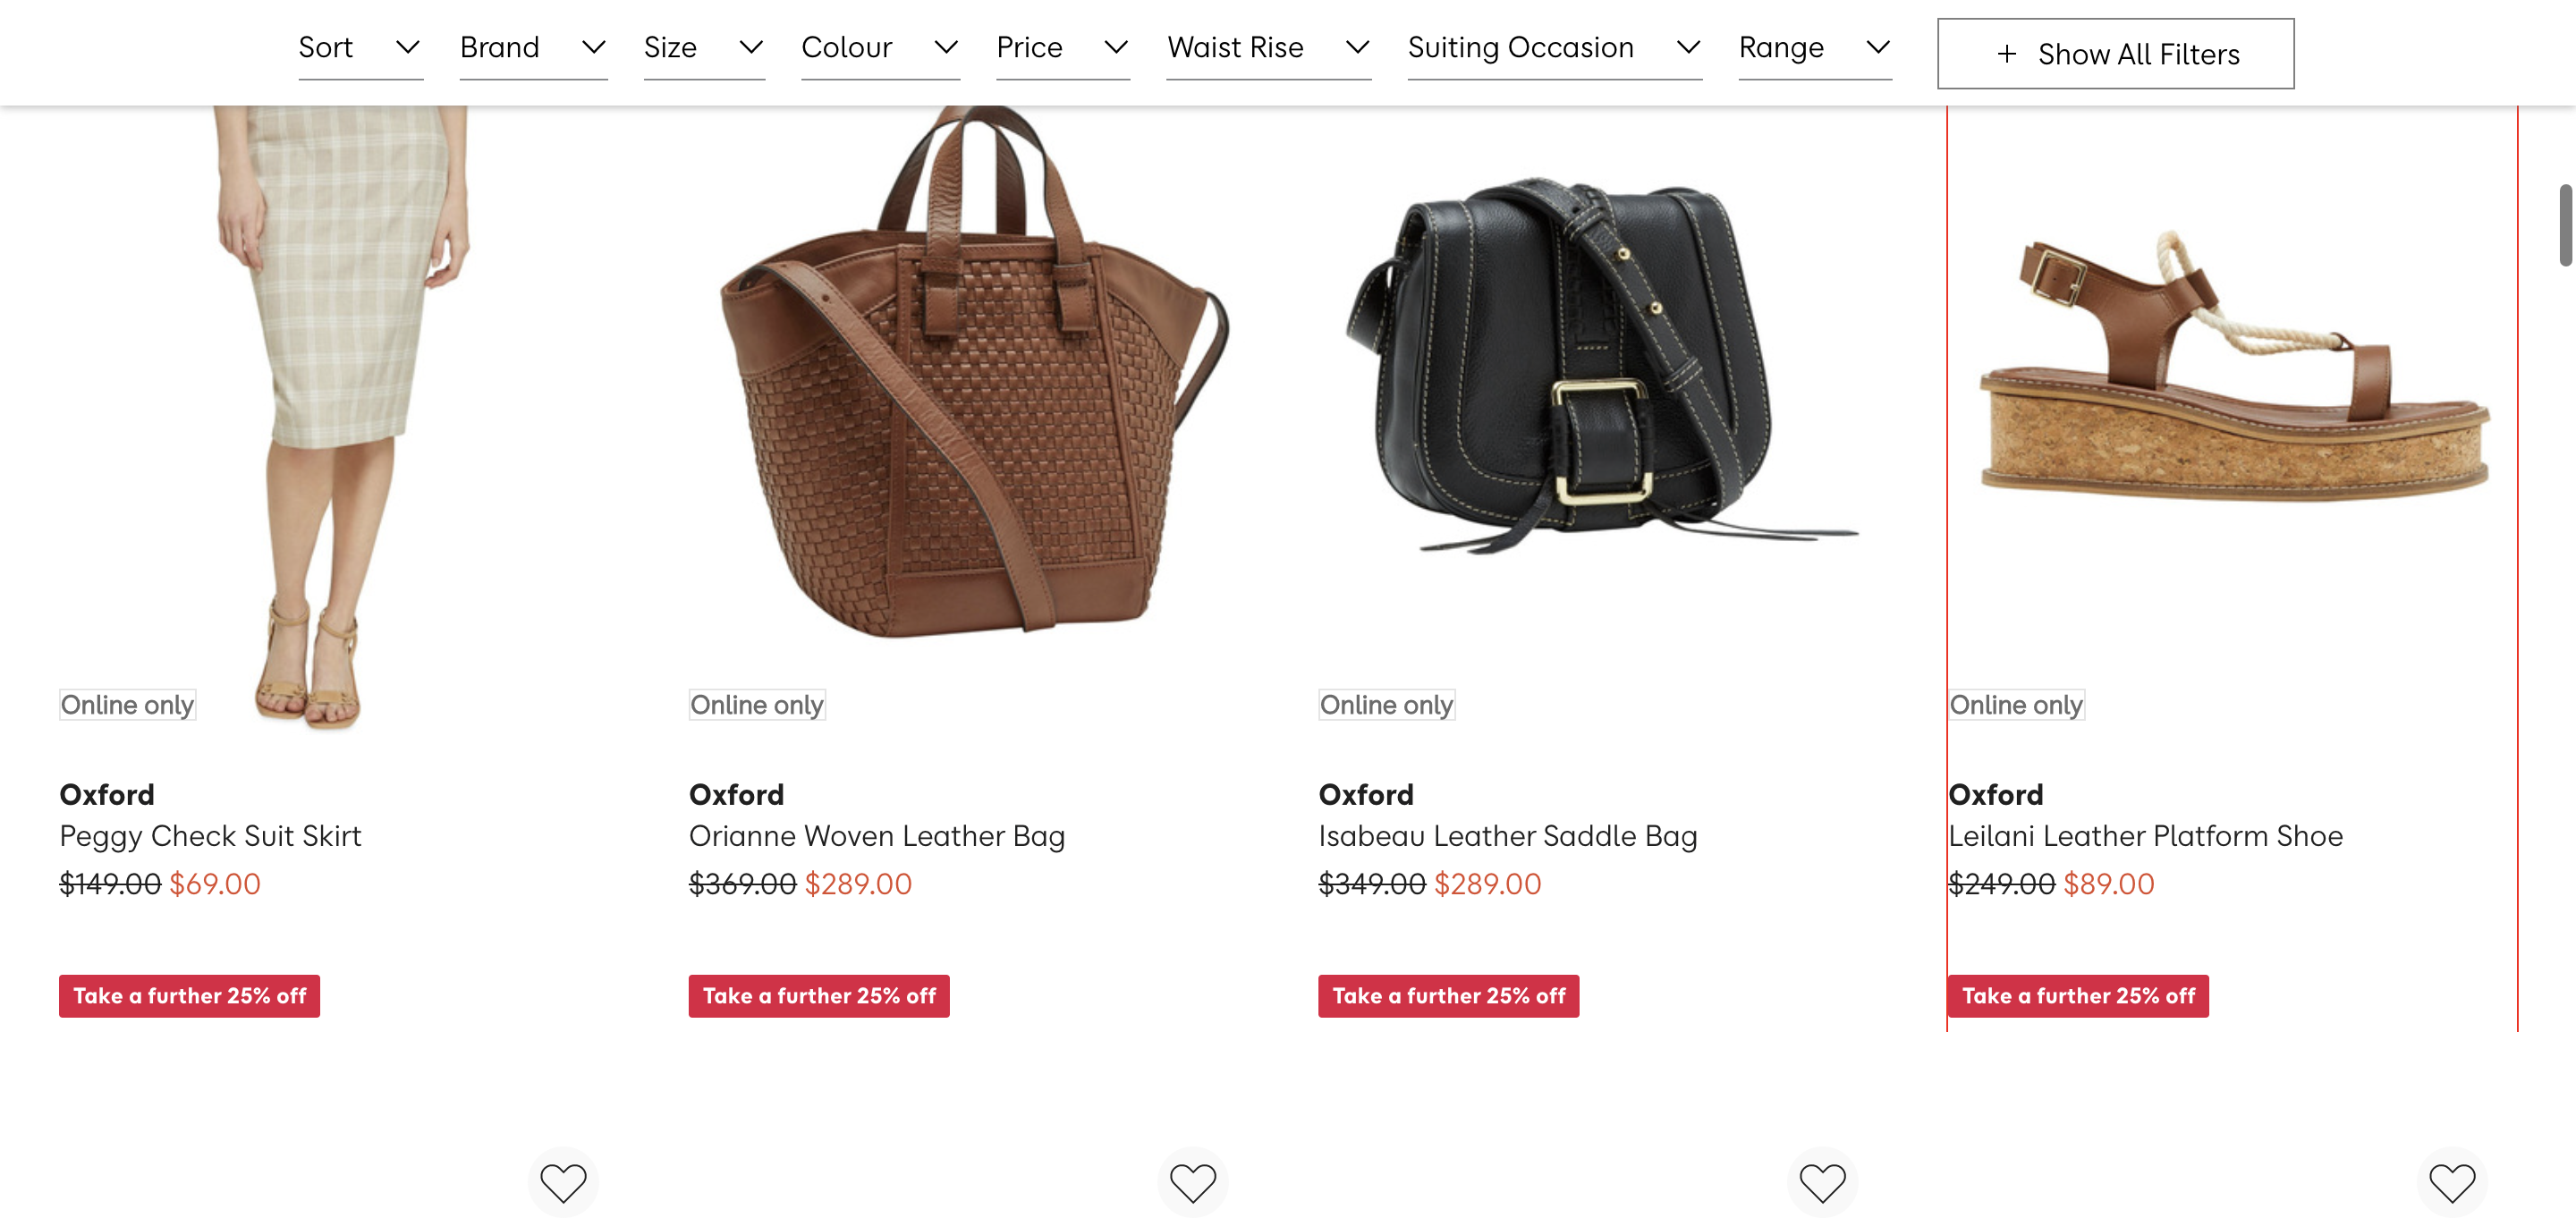 Sort Brand Size Colour Price Waist Rise Suiting Occasion Range + Show All Filters
Online only Online only Online only Online only
Oxford Oxford Oxford Oxford
Peggy Check Suit Skirt Orianne Woven Leather Bag Isabeau Leather Saddle Bag Leilani Leather Platform Shoe
$149.00 $69.00 $369.00 $289.00 $349.00 $289.00 $249.00 $89.00
Take a further 25% off Take a further 25% off Take a further 25% off Take a further 25% off